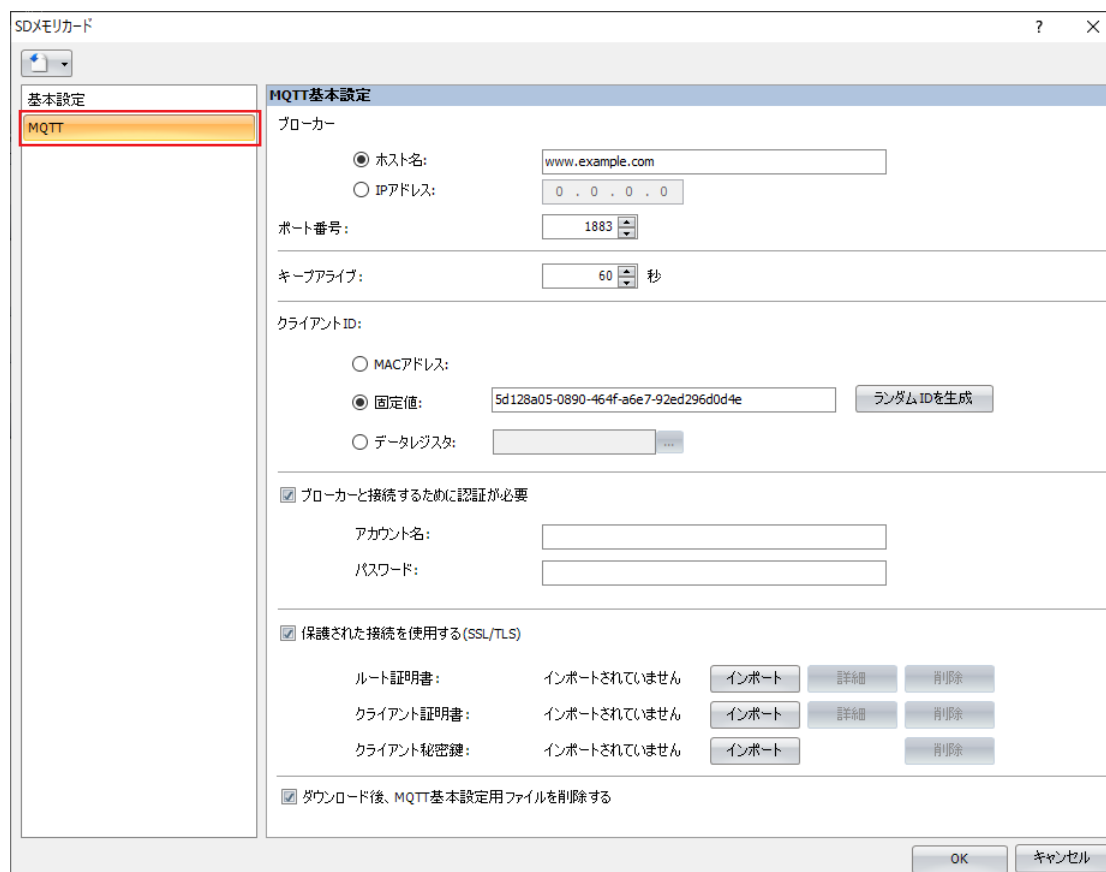 SDメモリカード
?
基本設定
MQTT
MQTT基本設定
ブローカー
ホスト名: www.example.com
IPアドレス: 0 . 0 . 0 . 0
ポート番号: 1883
キープアライブ: 60 秒
クライアントID:
MACアドレス:
固定値: 5d128a05-0890-464f-a6e7-92ed296d0d4e ランダムIDを生成
データレジスタ: ...
ブローカーと接続するために認証が必要
アカウント名:
パスワード:
保護された接続を使用する(SSL/TLS)
ルート証明書: インポートされていません インポート 詳細 削除
クライアント証明書: インポートされていません インポート 詳細 削除
クライアント秘密鍵: インポートされていません インポート 削除
ダウンロード後、MQTT基本設定用ファイルを削除する
OK キャンセル